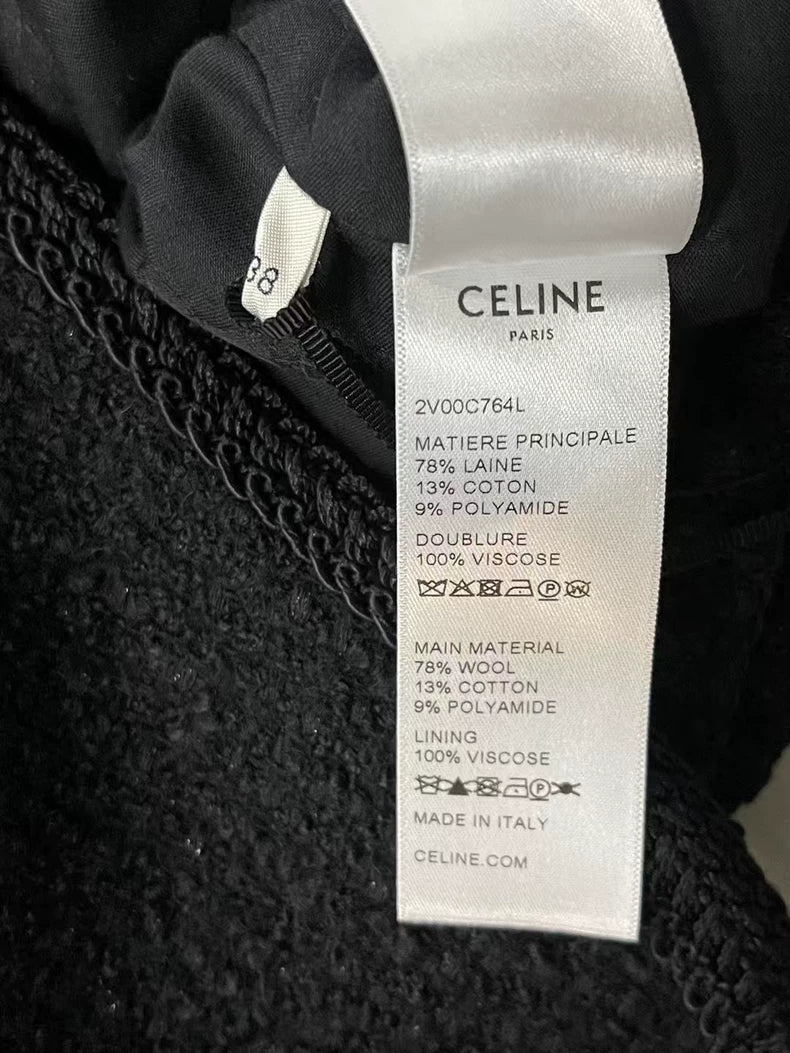 38
CELINE
PARIS
2V00C764L
MATIERE PRINCIPALE
78% LAINE
13% COTON
9% POLYAMIDE
DOUBLURE
100% VISCOSE
P W
MAIN MATERIAL
78% WOOL
13% COTTON
9% POLYAMIDE
LINING
100% VISCOSE
P
MADE IN ITALY
CELINE.COM